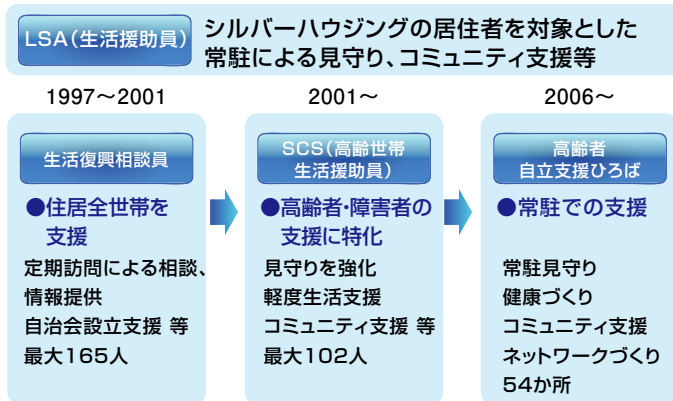 LSA(生活援助員)
シルバーハウジングの居住者を対象とした
常駐による見守り、コミュニティ支援等
1997～2001
生活復興相談員
●住居全世帯を
支援
定期訪問による相談、
情報提供
自治会設立支援 等
最大165人
2001～
SCS(高齢世帯
生活援助員)
●高齢者・障害者の
支援に特化
見守りを強化
軽度生活支援
コミュニティ支援 等
最大102人
2006～
高齢者
自立支援ひろば
●常駐での支援
常駐見守り
健康づくり
コミュニティ支援
ネットワークづくり
54か所